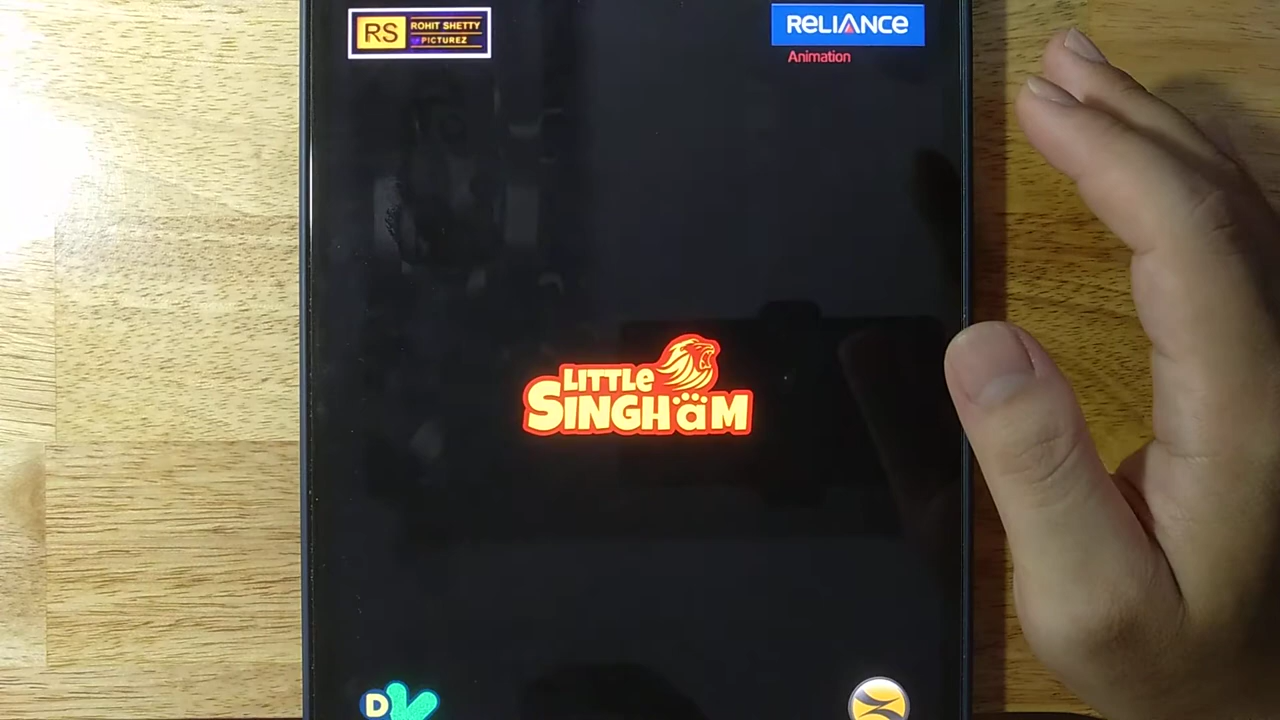 RS
ROHIT SHETTY
PICTUREZ
RELIANCE
Animation
LITTLE
SINGHAM
D